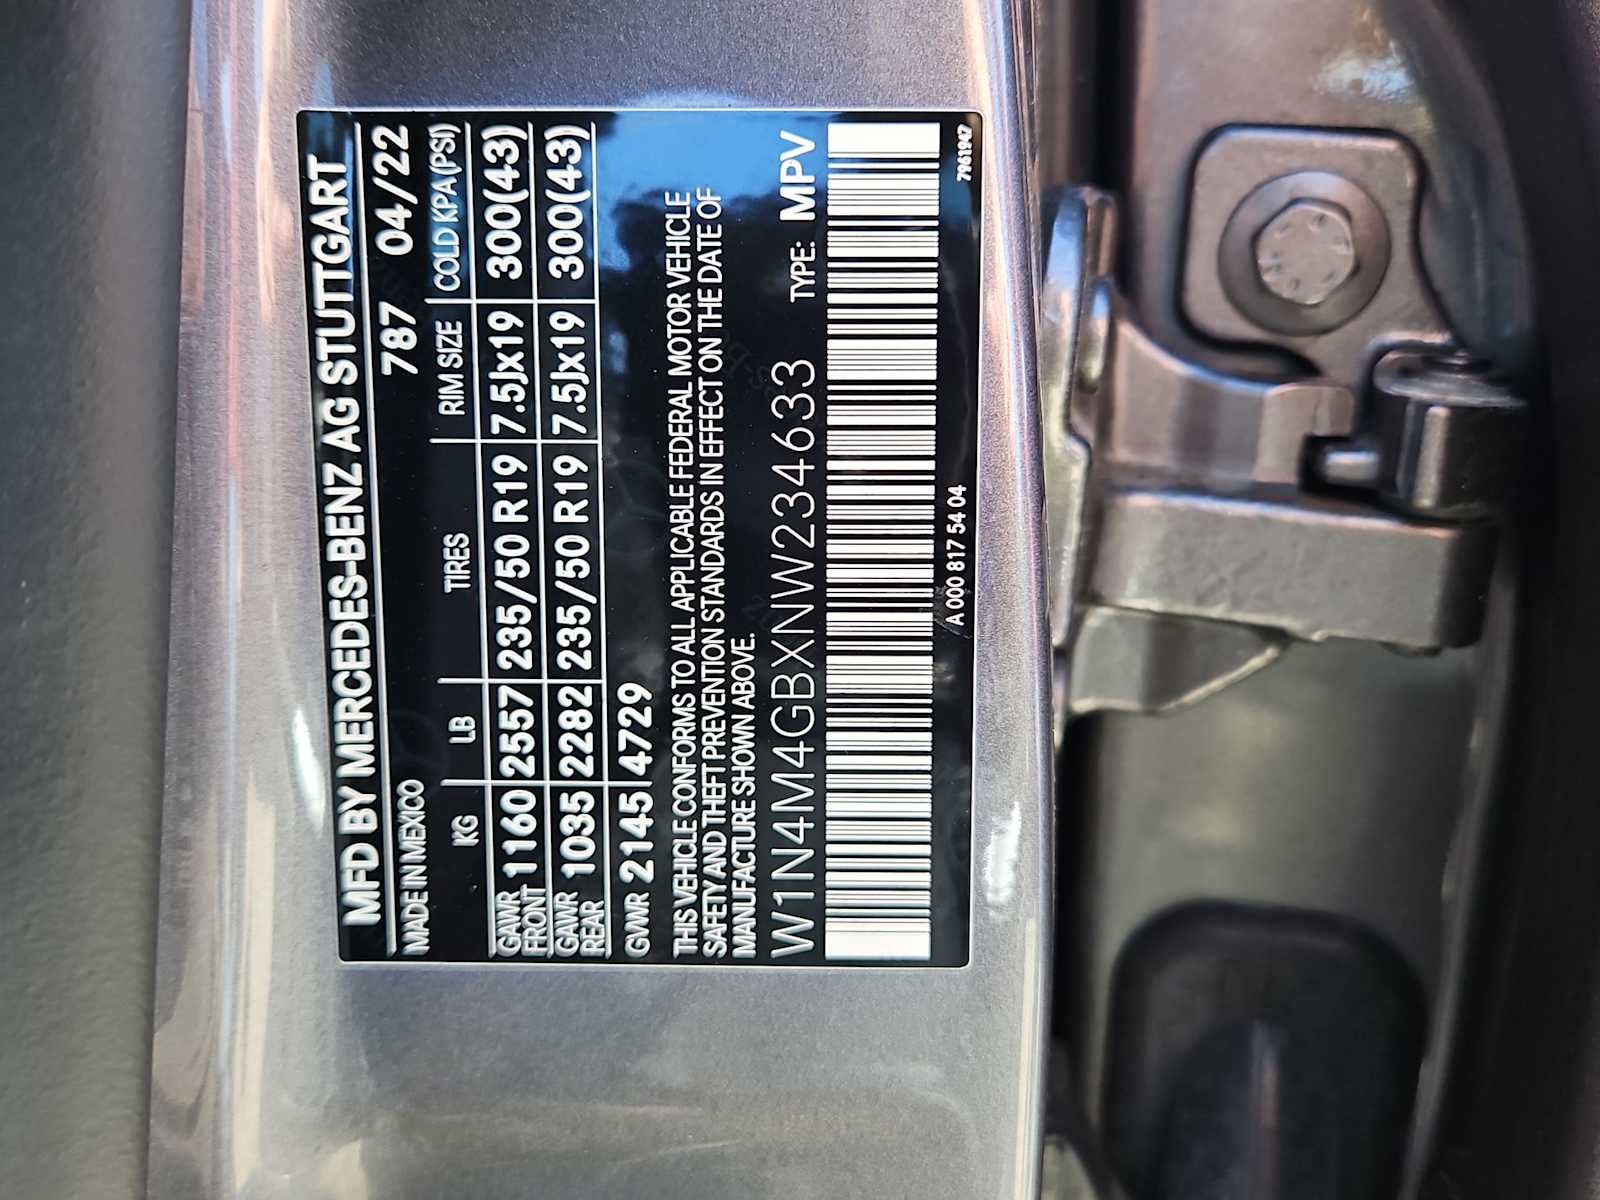 MFD BY MERCEDES-BENZ AG STUTTGART
MADE IN MEXICO 787 04/22
KG LB TIRES RIM SIZE COLD KPA (PSI)
GAWR FRONT 1160 2557 235/50 R19 7.5Jx19 300(43)
GAWR REAR 1035 2282 235/50 R19 7.5Jx19 300(43)
GVWR 2145 4729
THIS VEHICLE CONFORMS TO ALL APPLICABLE FEDERAL MOTOR VEHICLE
SAFETY AND THEFT PREVENTION STANDARDS IN EFFECT ON THE DATE OF
MANUFACTURE SHOWN ABOVE.
W1N4M4GBXNW234633 TYPE: MPV
A 000 817 54 04 7961947